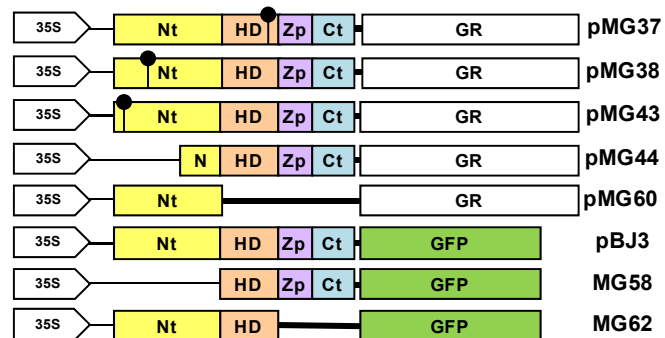 35S Nt HD Zp Ct GR pMG37
35S Nt HD Zp Ct GR pMG38
35S Nt HD Zp Ct GR pMG43
35S N HD Zp Ct GR pMG44
35S Nt GR pMG60
35S Nt HD Zp Ct GFP pBJ3
35S HD Zp Ct GFP MG58
35S Nt HD GFP MG62